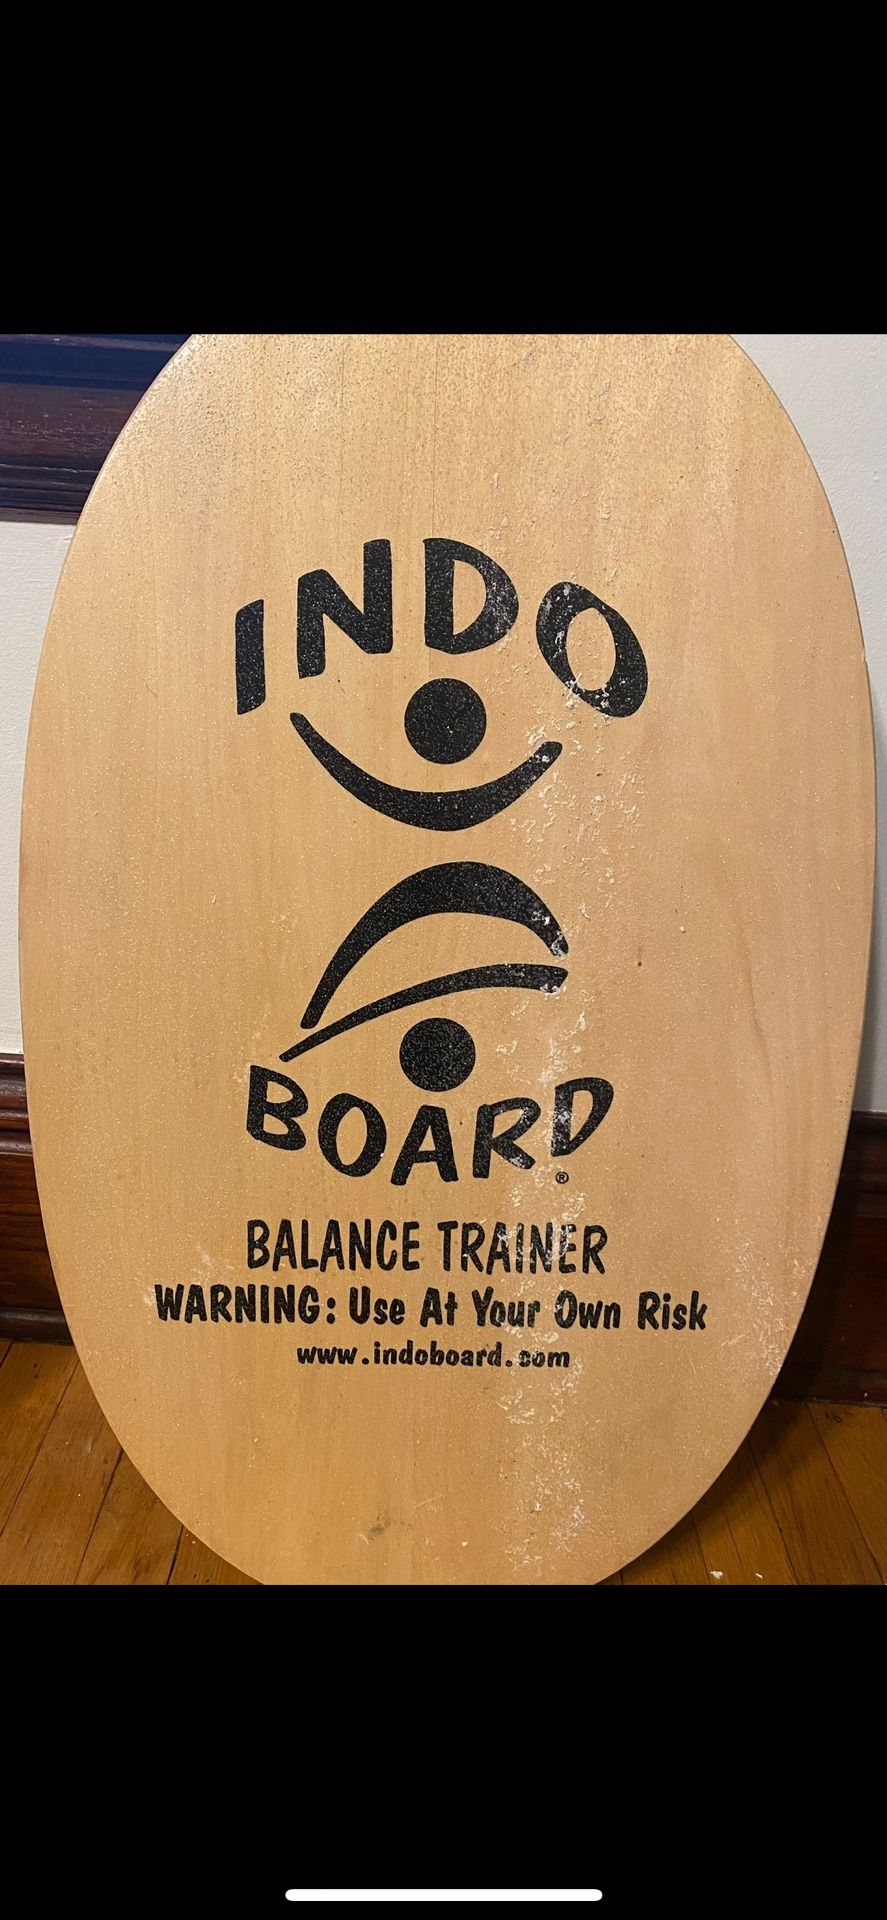 INDO
BOARD®
BALANCE TRAINER
WARNING: Use At Your Own Risk
www.indoboard.com